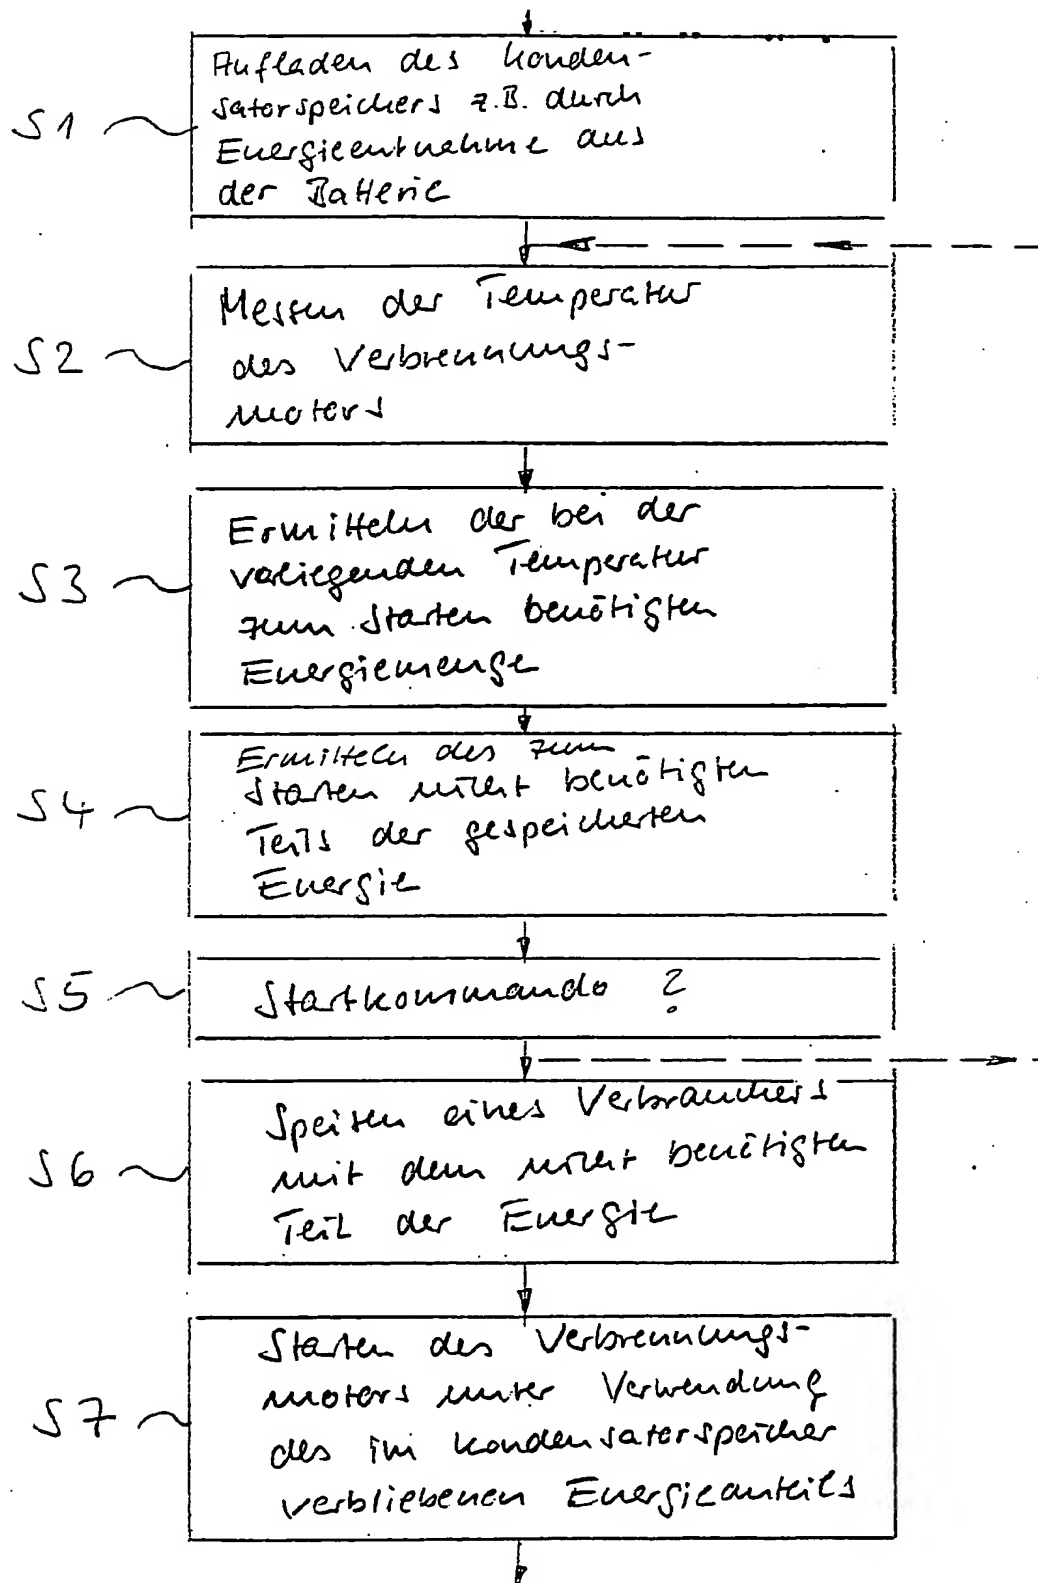 S1
Aufladen des Konden-
satorspeichers z.B. durch
Energieentnahme aus
der Batterie
S2
Messen der Temperatur
des Verbrennungs-
motors
S3
Ermitteln der bei der
vorliegenden Temperatur
zum Starten benötigten
Energiemenge
S4
Ermitteln des zum
Starten nicht benötigten
Teils der gespeicherten
Energie
S5
Startkommando ?
S6
Speisen eines Verbrauchers
mit dem nicht benötigten
Teil der Energie
S7
Starten des Verbrennungs-
motors unter Verwendung
des im Kondensatorspeicher
verbliebenen Energieanteils